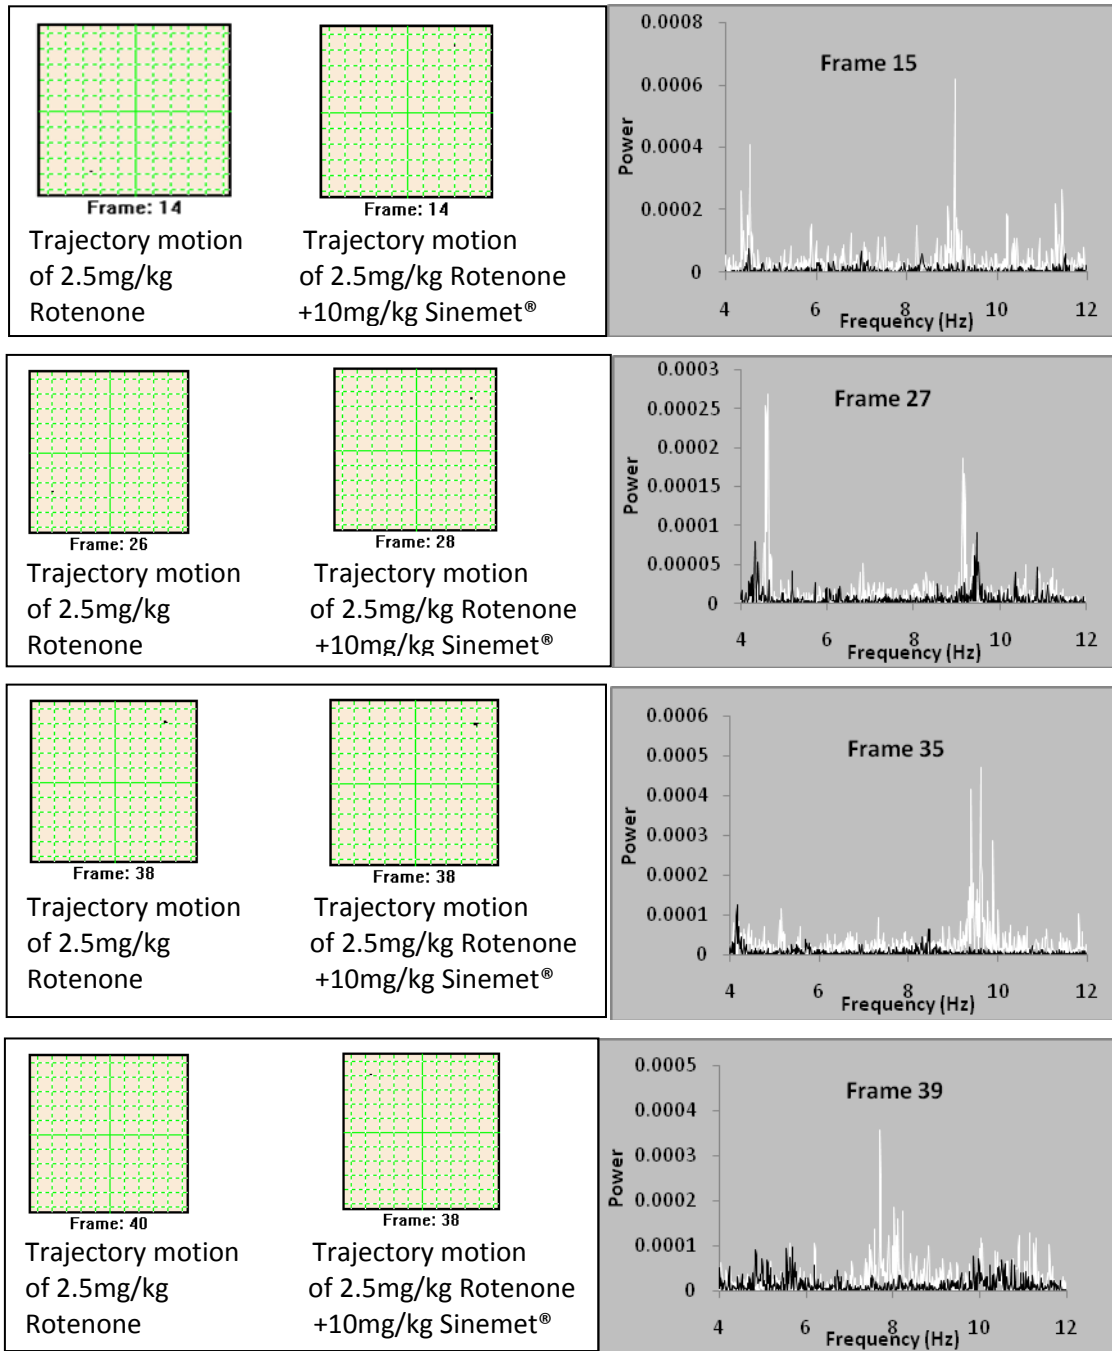 Frame: 14
Trajectory motion
of 2.5mg/kg
Rotenone
Frame: 14
Trajectory motion
of 2.5mg/kg Rotenone
+10mg/kg Sinemet®
Frame 15
Power
0.0008
0.0006
0.0004
0.0002
0
4 6 8 10 12
Frequency (Hz)
Frame: 26
Trajectory motion
of 2.5mg/kg
Rotenone
Frame: 28
Trajectory motion
of 2.5mg/kg Rotenone
+10mg/kg Sinemet®
Frame 27
Power
0.0003
0.00025
0.0002
0.00015
0.0001
0.00005
0
4 6 8 10 12
Frequency (Hz)
Frame: 38
Trajectory motion
of 2.5mg/kg
Rotenone
Frame: 38
Trajectory motion
of 2.5mg/kg Rotenone
+10mg/kg Sinemet®
Frame 35
Power
0.0006
0.0005
0.0004
0.0003
0.0002
0.0001
0
4 6 8 10 12
Frequency (Hz)
Frame: 40
Trajectory motion
of 2.5mg/kg
Rotenone
Frame: 38
Trajectory motion
of 2.5mg/kg Rotenone
+10mg/kg Sinemet®
Frame 39
Power
0.0005
0.0004
0.0003
0.0002
0.0001
0
4 6 8 10 12
Frequency (Hz)